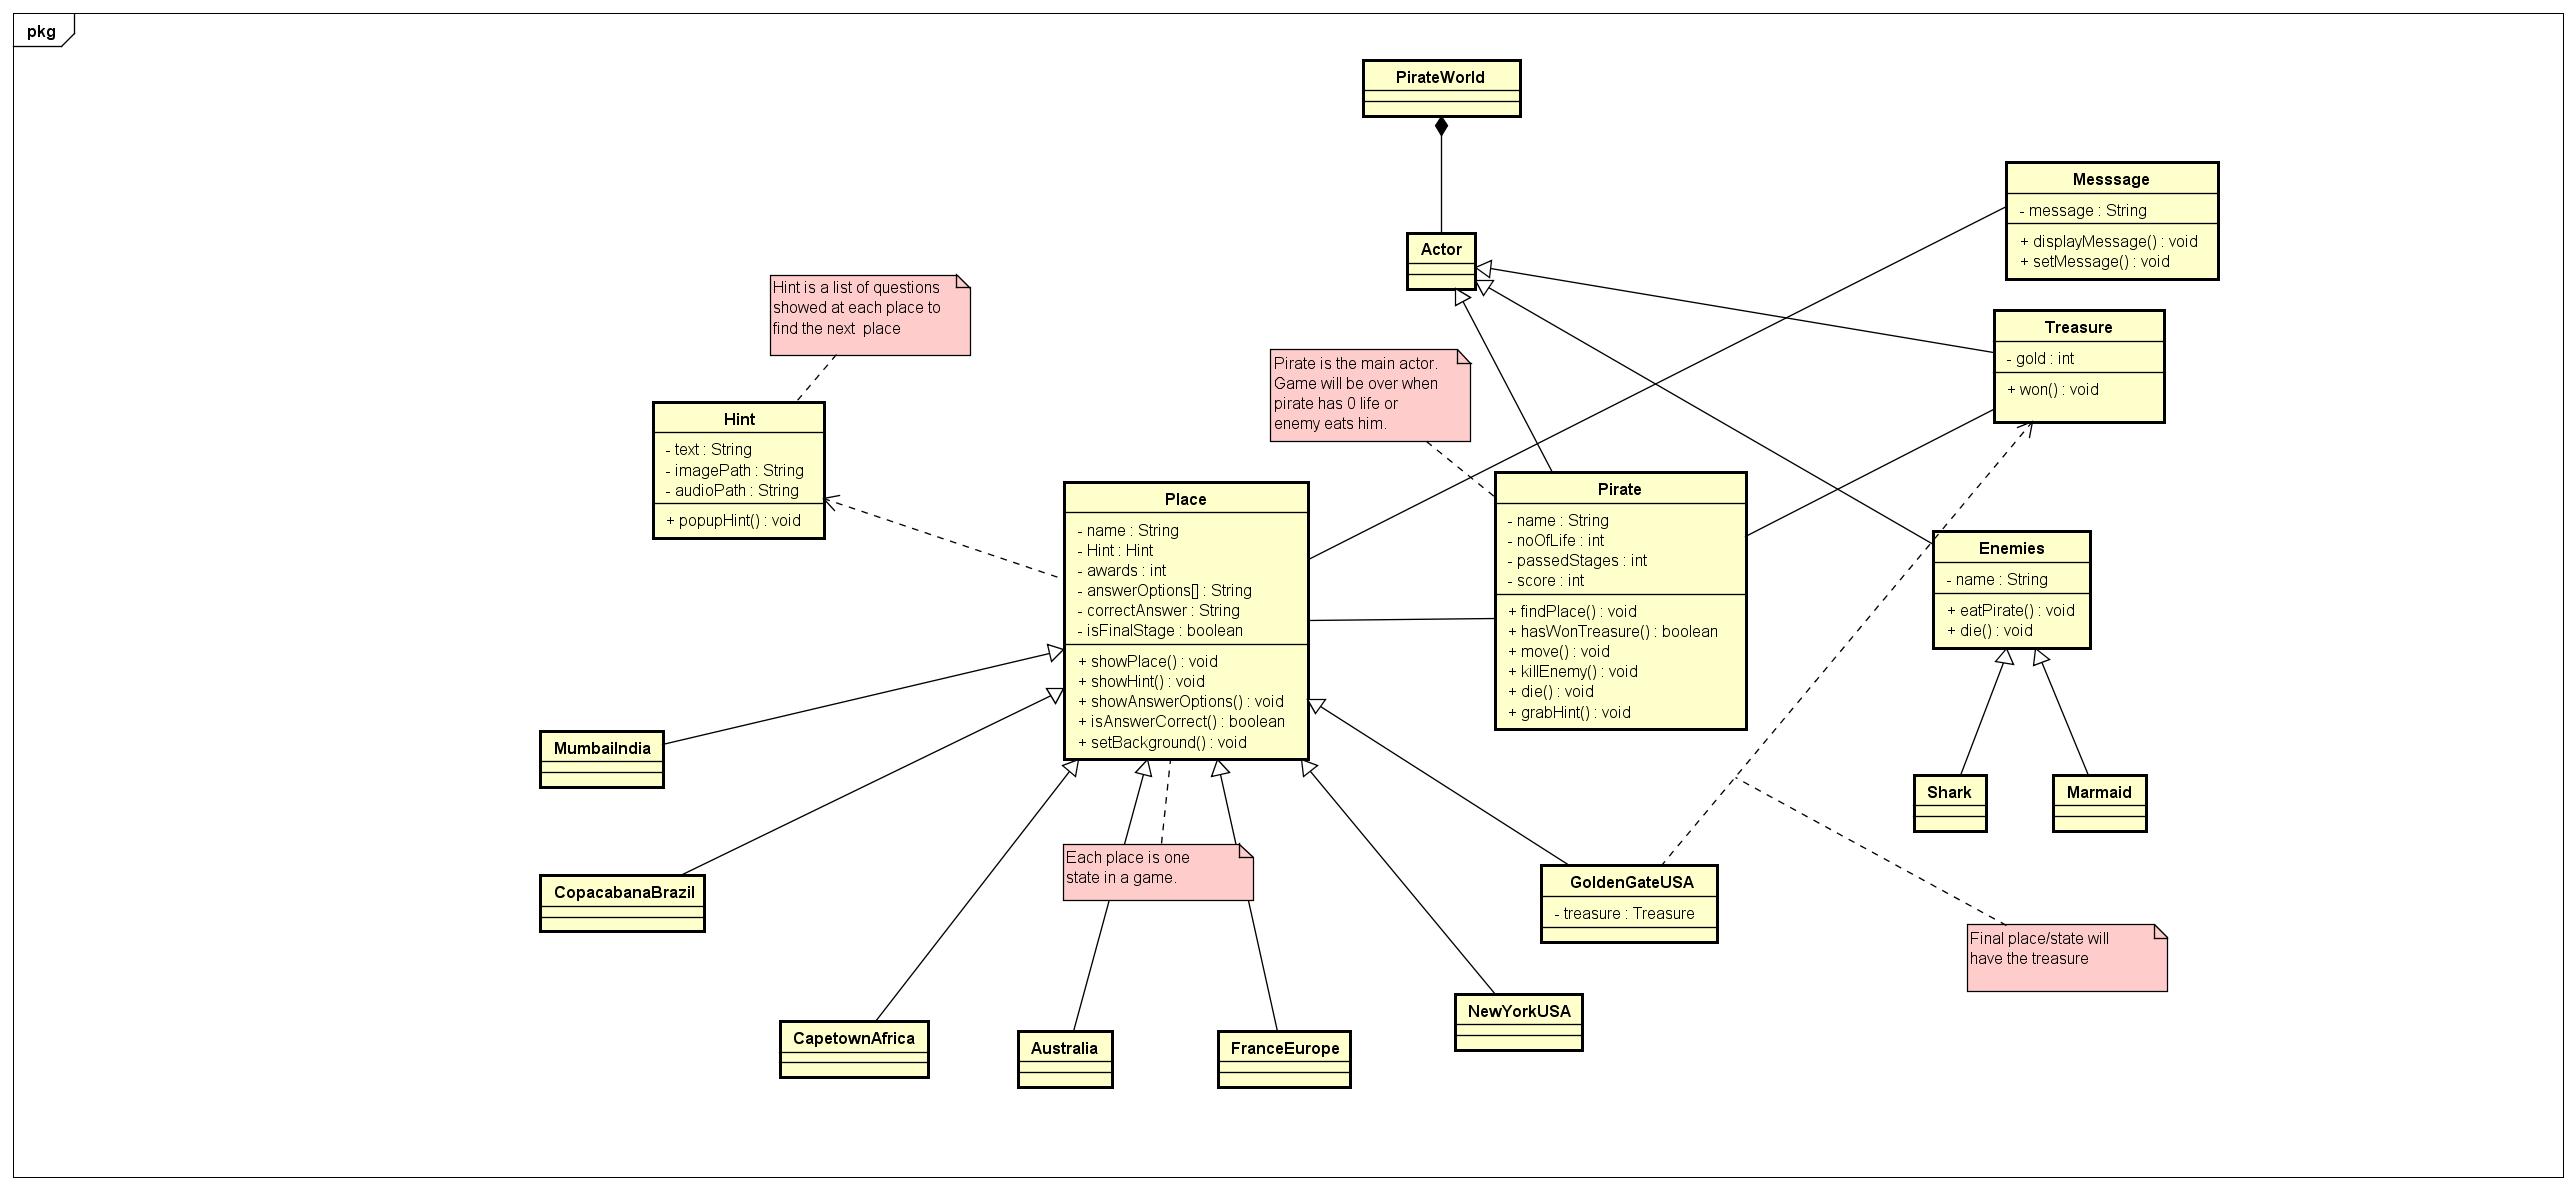 pkg
PirateWorld
Messsage
- message : String
+ displayMessage() : void
+ setMessage() : void
Actor
Hint is a list of questions
showed at each place to
find the next  place
Treasure
- gold : int
+ won() : void
Pirate is the main actor.
Game will be over when
pirate has 0 life or
enemy eats him.
Hint
- text : String
- imagePath : String
- audioPath : String
+ popupHint() : void
Place
- name : String
- Hint : Hint
- awards : int
- answerOptions[] : String
- correctAnswer : String
- isFinalStage : boolean
+ showPlace() : void
+ showHint() : void
+ showAnswerOptions() : void
+ isAnswerCorrect() : boolean
+ setBackground() : void
Pirate
- name : String
- noOfLife : int
- passedStages : int
- score : int
+ findPlace() : void
+ hasWonTreasure() : boolean
+ move() : void
+ killEnemy() : void
+ die() : void
+ grabHint() : void
Enemies
- name : String
+ eatPirate() : void
+ die() : void
MumbaiIndia
Shark
Marmaid
CopacabanaBrazil
Each place is one
state in a game.
GoldenGateUSA
- treasure : Treasure
Final place/state will
have the treasure
CapetownAfrica
Australia
FranceEurope
NewYorkUSA